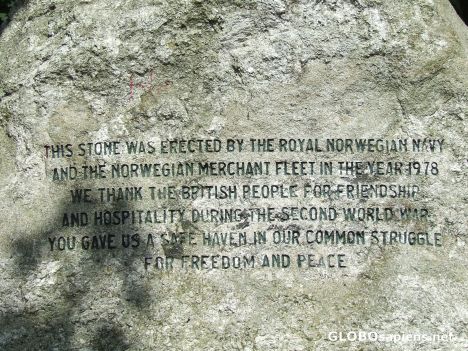 THIS STONE WAS ERECTED BY THE ROYAL NORWEGIAN NAVY
AND THE NORWEGIAN MERCHANT FLEET IN THE YEAR 1978
WE THANK THE BRITISH PEOPLE FOR FRIENDSHIP
AND HOSPITALITY DURING THE SECOND WORLD WAR
YOU GAVE US A SAFE HAVEN IN OUR COMMON STRUGGLE
FOR FREEDOM AND PEACE
GLOBOsapiens.net